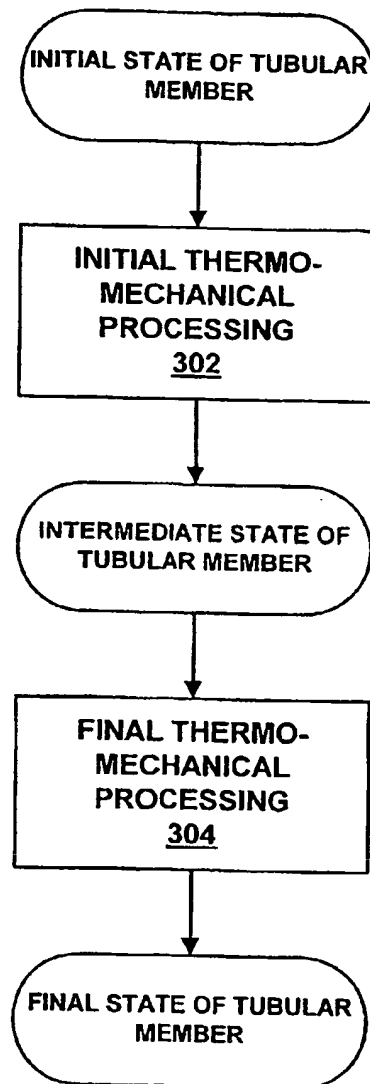 INITIAL STATE OF TUBULAR
MEMBER
INITIAL THERMO-
MECHANICAL
PROCESSING
302
INTERMEDIATE STATE OF
TUBULAR MEMBER
FINAL THERMO-
MECHANICAL
PROCESSING
304
FINAL STATE OF TUBULAR
MEMBER